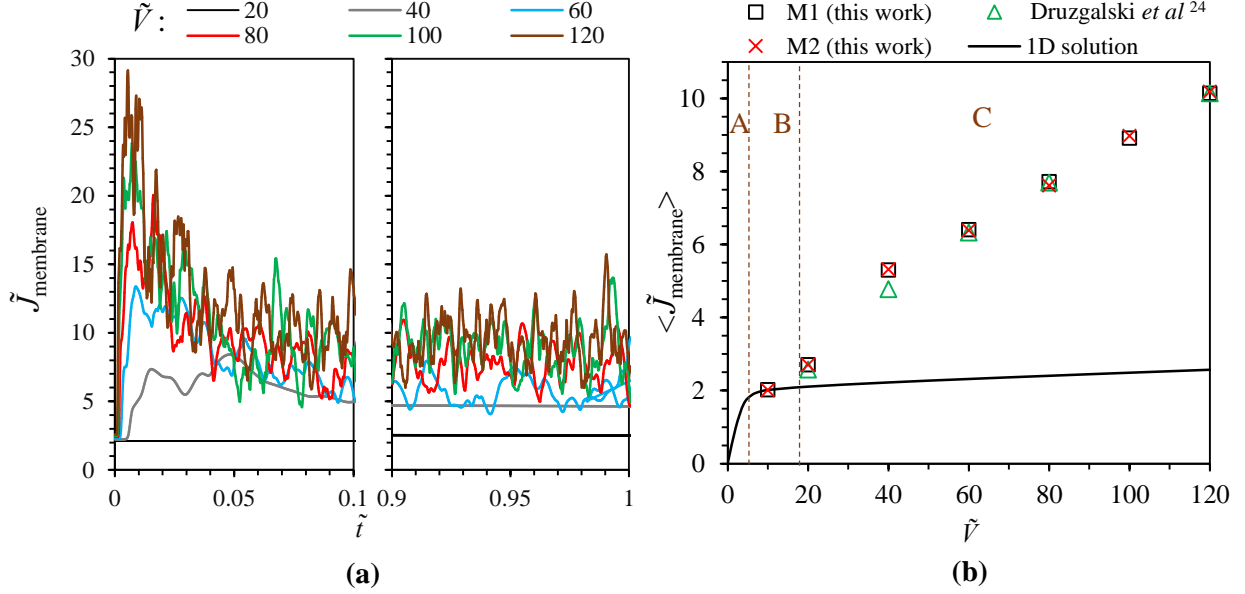 Ṽ : 20 40 60
80 100 120
30
25
20
15
10
5
0
J̃membrane
0 0.05 0.1 0.9 0.95 1
t̃
(a)
M1 (this work) Druzgalski et al 24
M2 (this work) 1D solution
A B C
10
8
6
4
2
0
<J̃membrane>
0 20 40 60 80 100 120
Ṽ
(b)